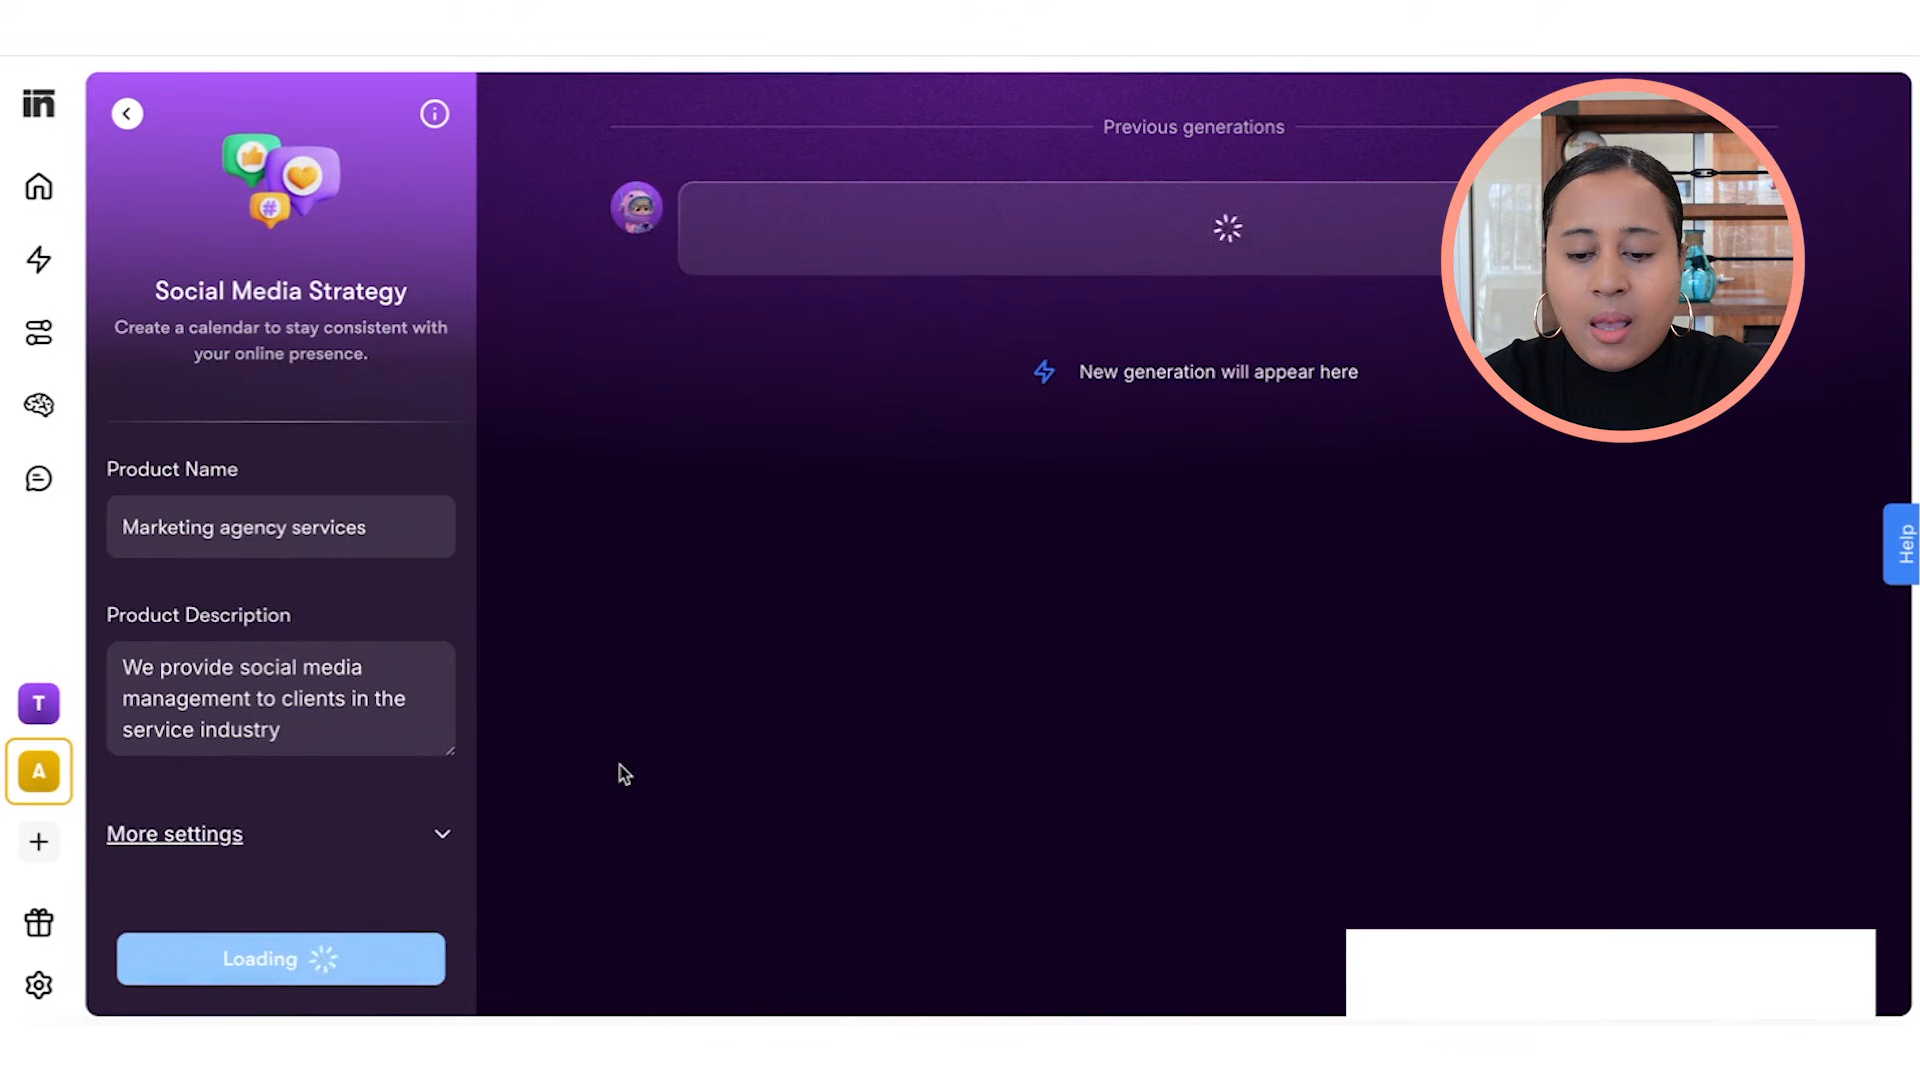 in
Previous generations
Social Media Strategy
Create a calendar to stay consistent with
your online presence.
New generation will appear here
Product Name
Marketing agency services
Product Description
We provide social media
management to clients in the
service industry
More settings
Loading
T
A
Help